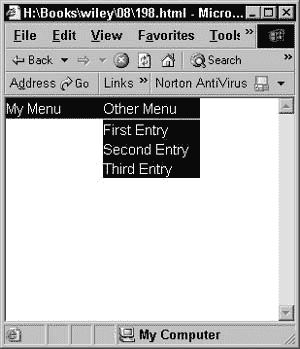 H:\Books\wiley\08\198.html - Micro...
File Edit View Favorites Tools »
Back Search »
Address Go Links » Norton AntiVirus
My Menu Other Menu
First Entry
Second Entry
Third Entry
My Computer